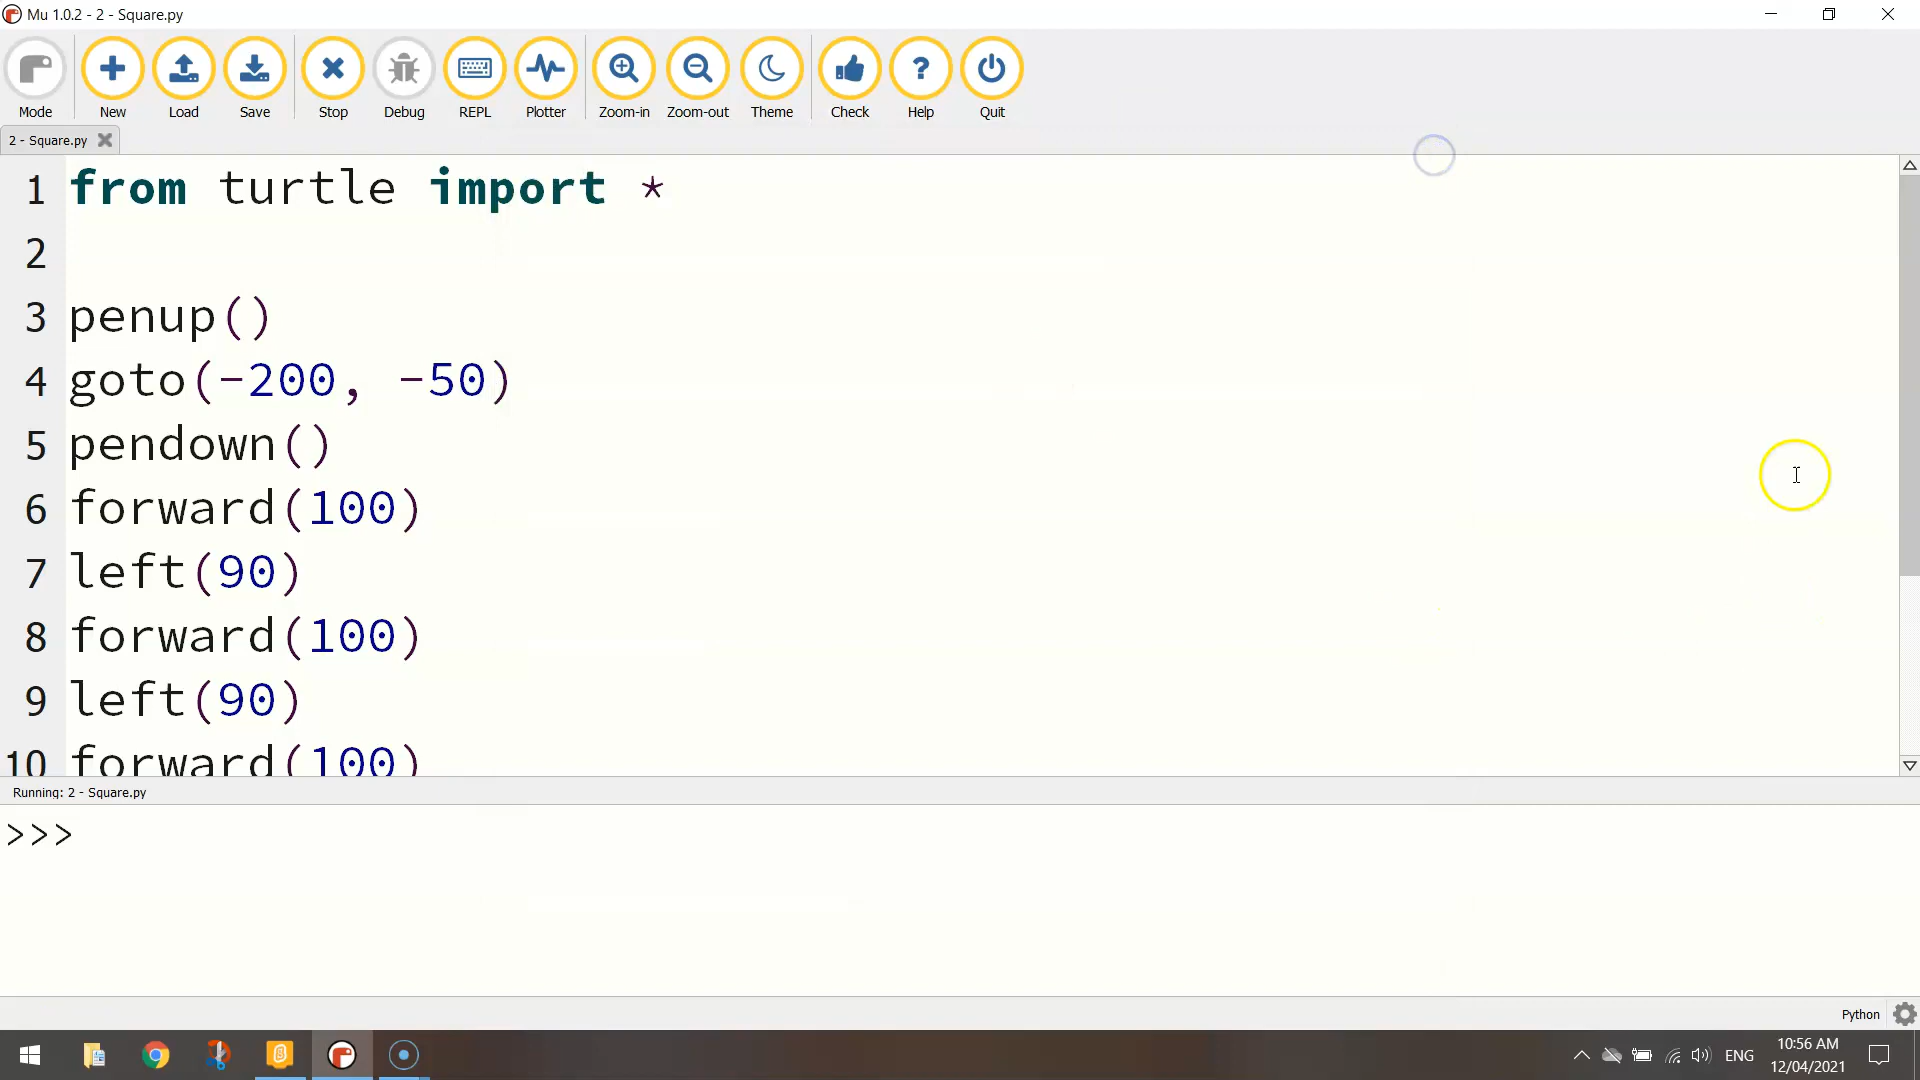 Mu 1.0.2 - 2 - Square.py
Mode New Load Save Stop Debug REPL Plotter Zoom-in Zoom-out Theme Check Help Quit
2 - Square.py
1 from turtle import *
2
3 penup()
4 goto(-200, -50)
5 pendown()
6 forward(100)
7 left(90)
8 forward(100)
9 left(90)
10 forward(100)
Running: 2 - Square.py
>>>
Python
ENG
10:56 AM
12/04/2021